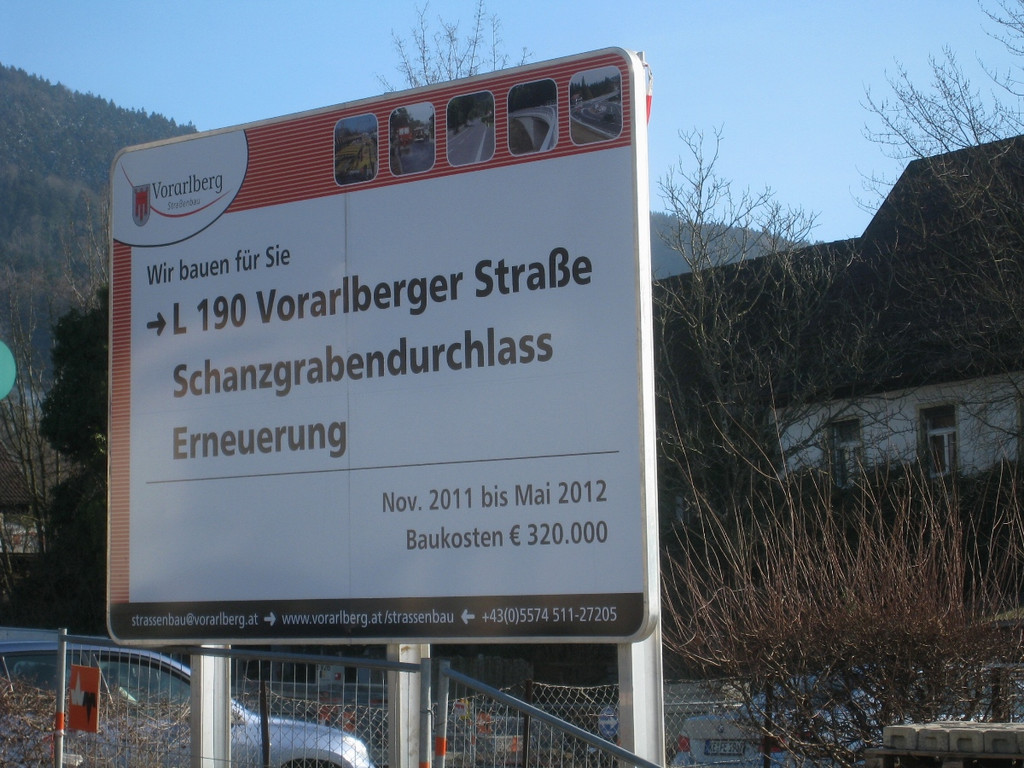 Vorarlberg
Straßenbau
Wir bauen für Sie
→ L 190 Vorarlberger Straße
Schanzgrabendurchlass
Erneuerung
Nov. 2011 bis Mai 2012
Baukosten € 320.000
strassenbau@vorarlberg.at → www.vorarlberg.at/strassenbau ← +43(0)5574 511-27205